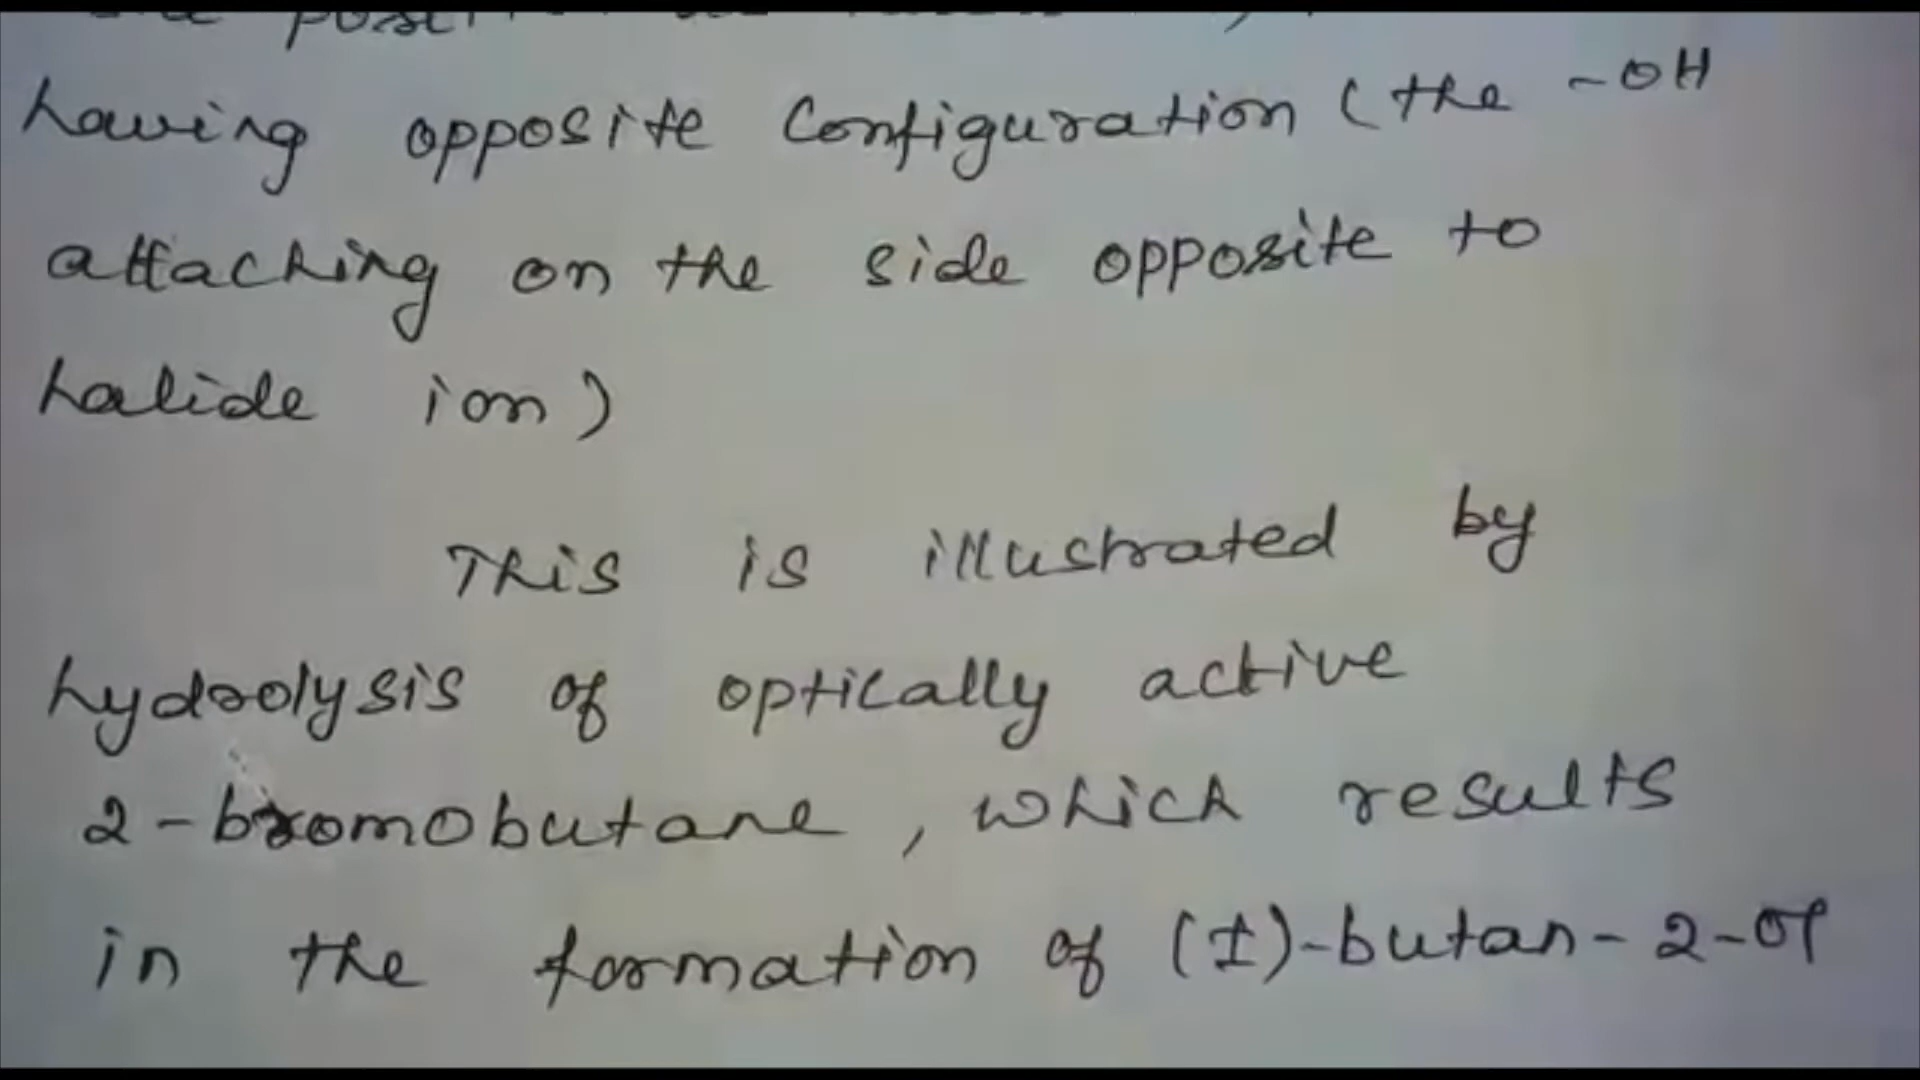 having opposite configuration (the -OH
attaching on the side opposite to
halide ion)
This is illustrated by
hydrolysis of optically active
2-bromobutane, which results
in the formation of (±)-butan-2-ol